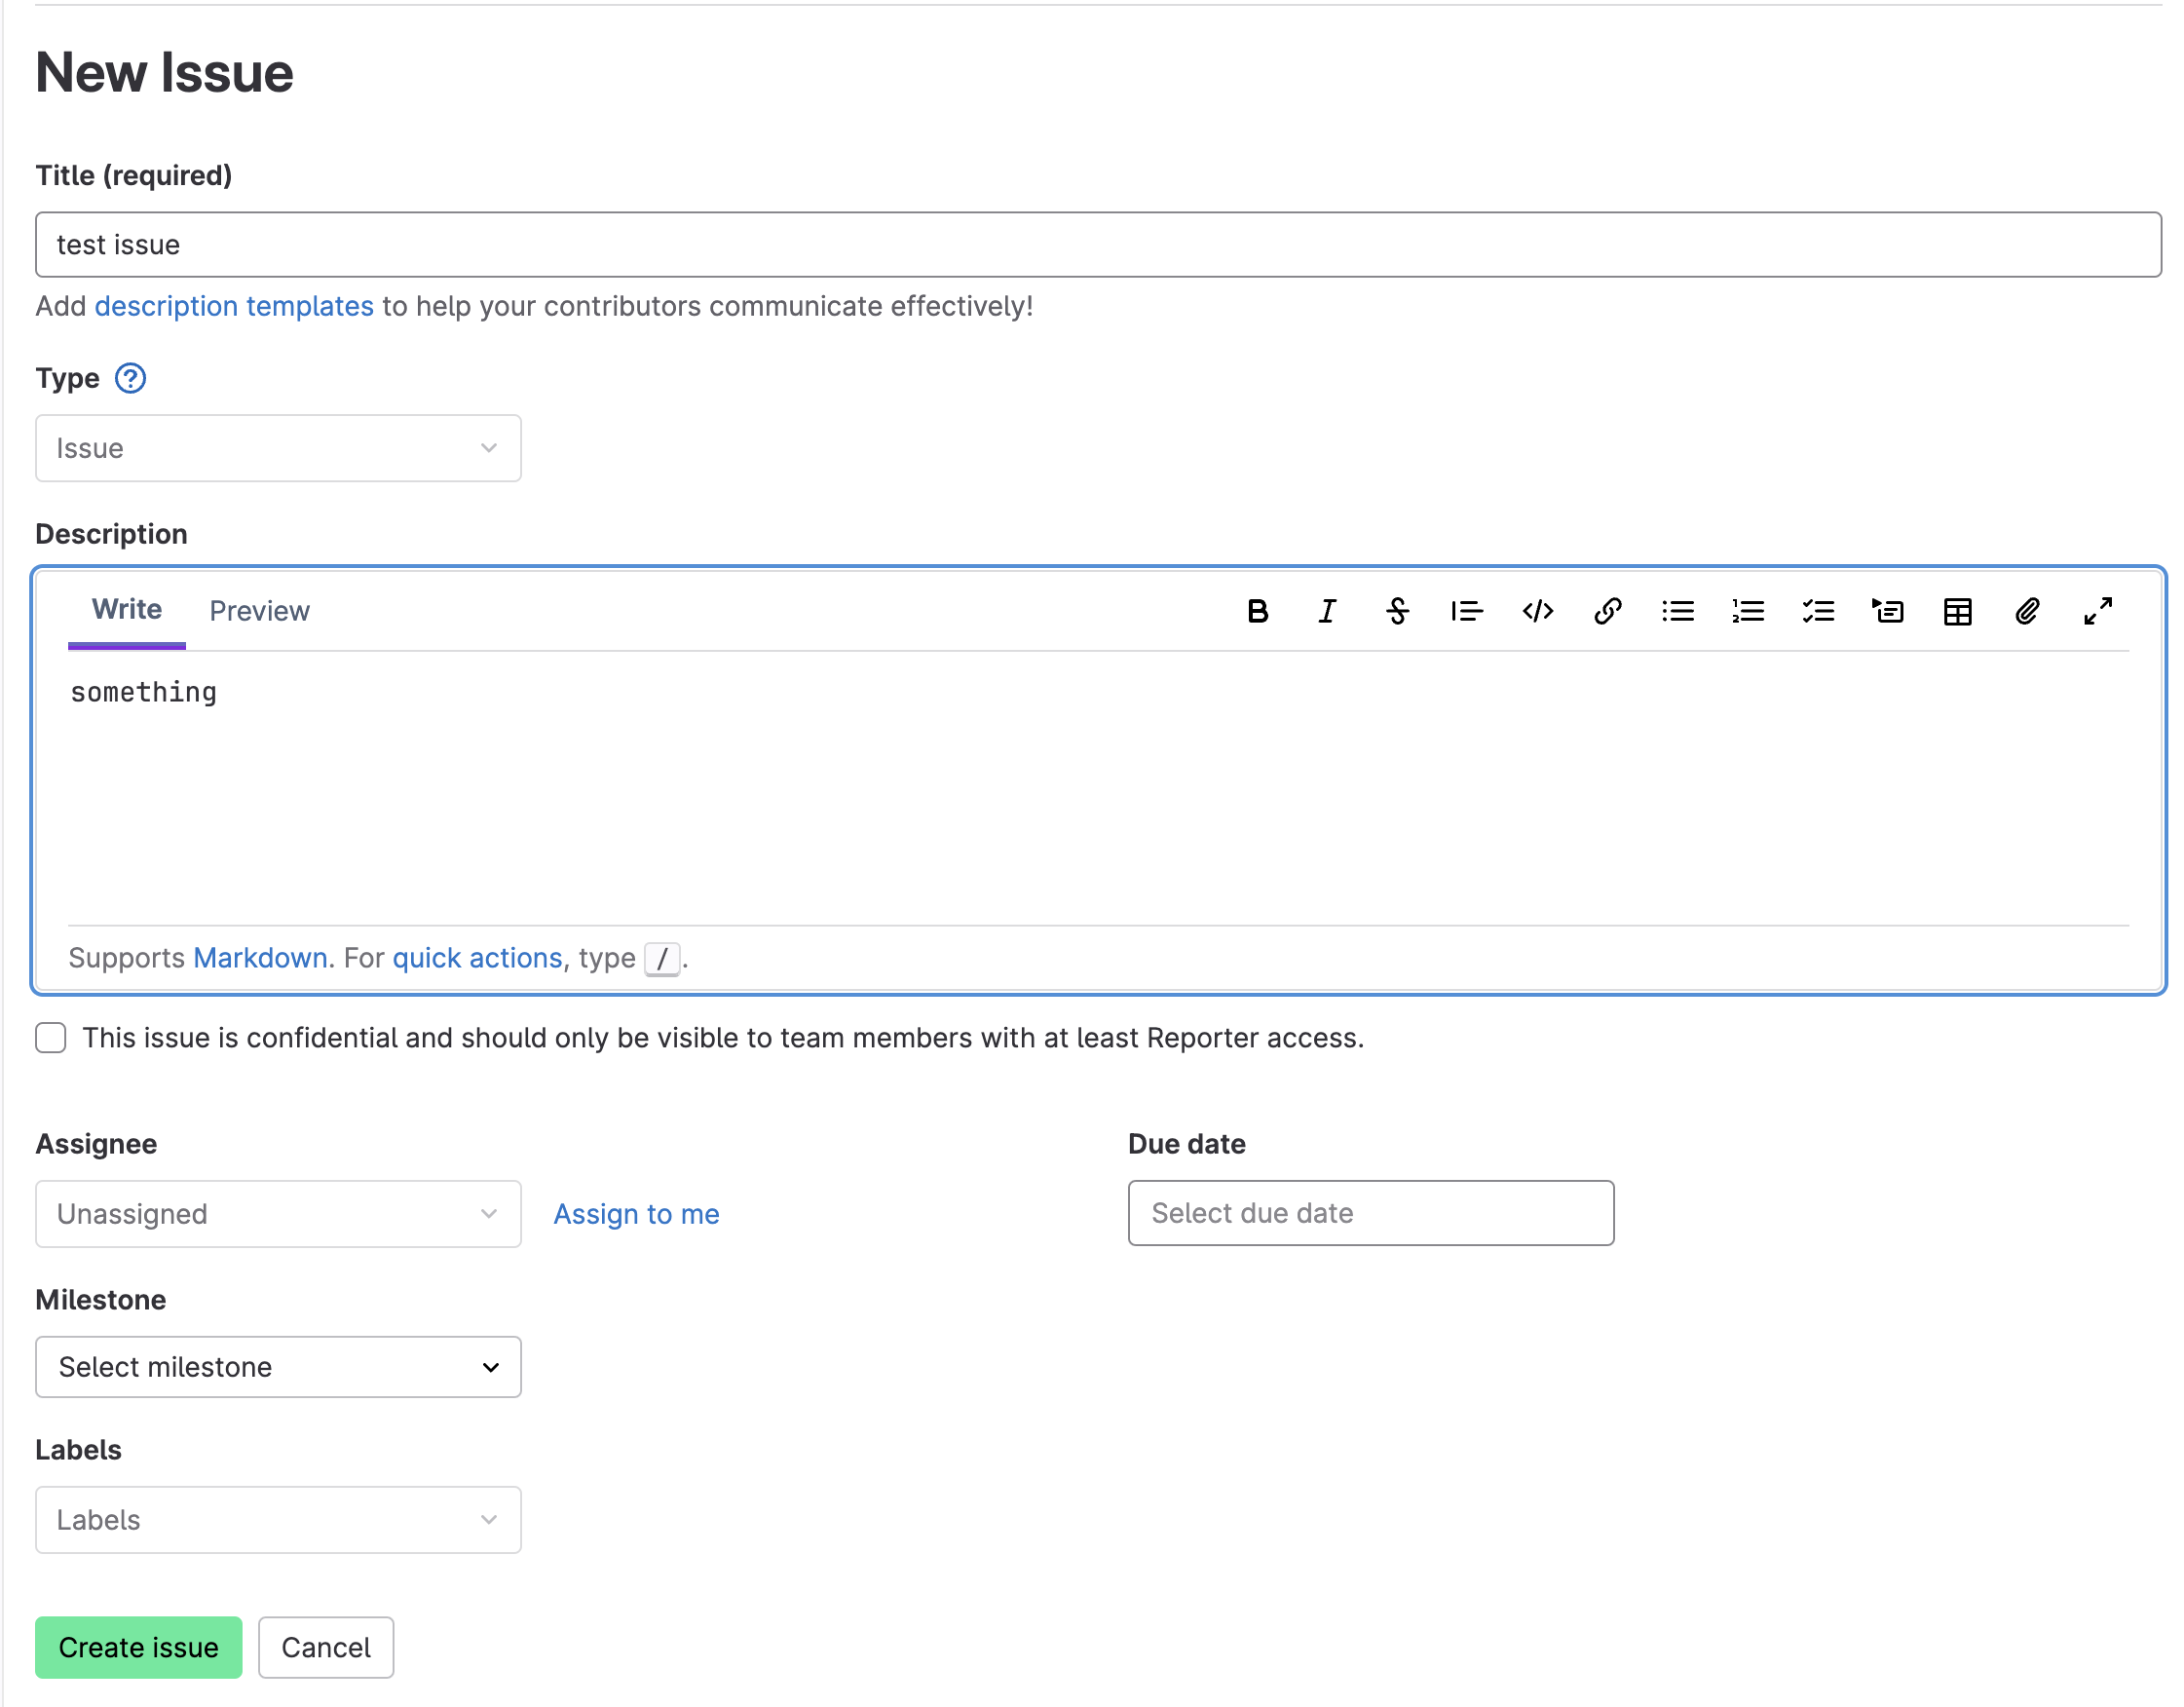 New Issue
Title (required)
test issue
Add description templates to help your contributors communicate effectively!
Type
Issue
Description
Write Preview
something
Supports Markdown. For quick actions, type /.
This issue is confidential and should only be visible to team members with at least Reporter access.
Assignee
Unassigned
Assign to me
Due date
Select due date
Milestone
Select milestone
Labels
Labels
Create issue
Cancel